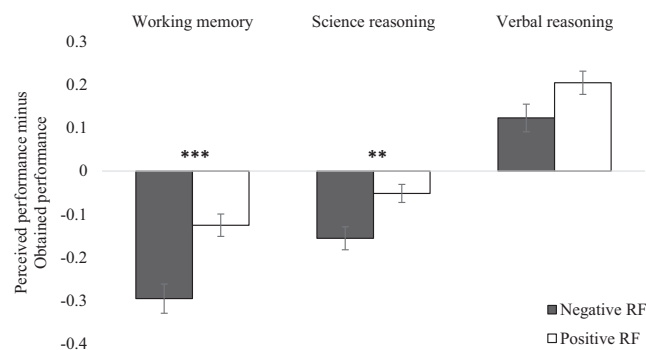 Working memory Science reasoning Verbal reasoning
Perceived performance minus
Obtained performance
0.3
0.2
0.1
0
-0.1
-0.2
-0.3
-0.4
*** **
Negative RF
Positive RF